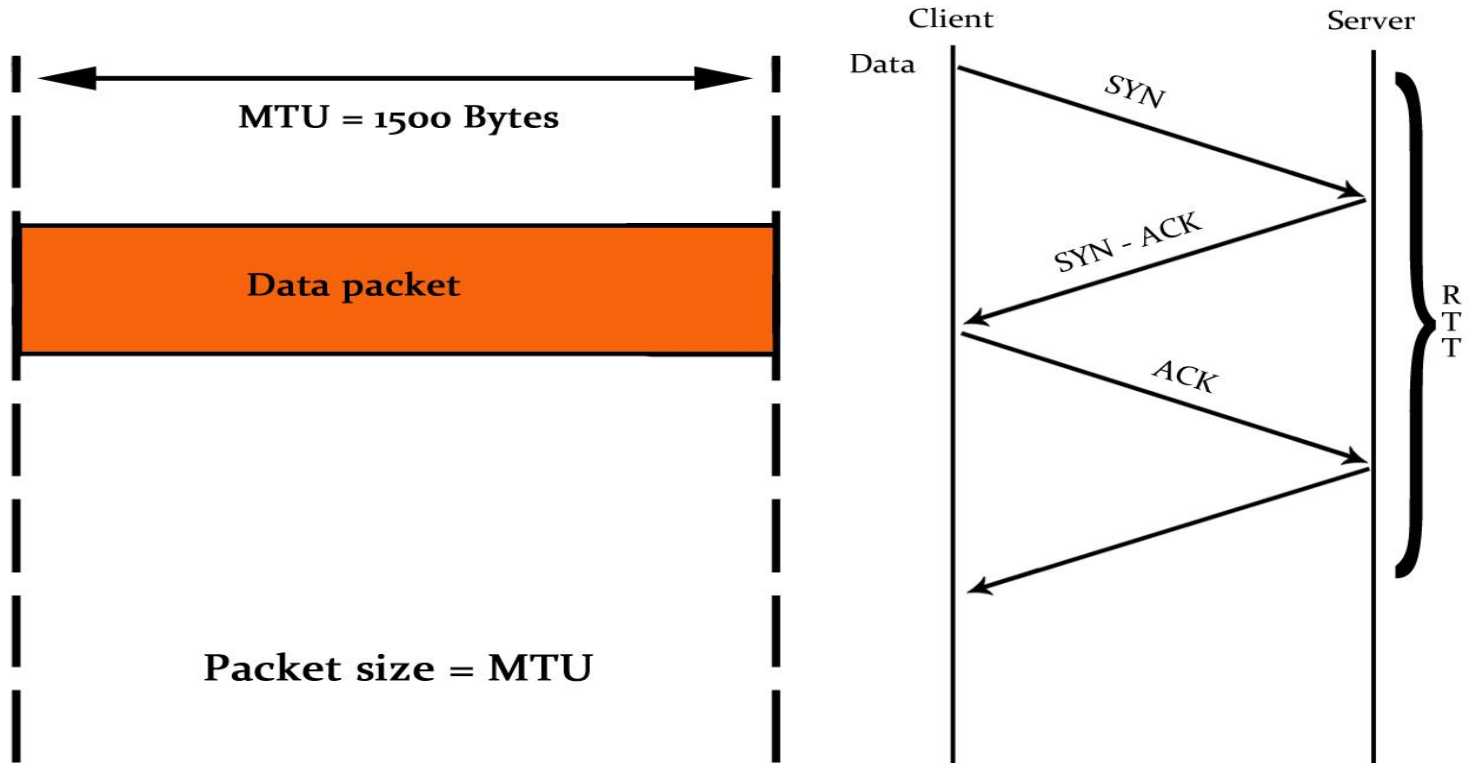 MTU = 1500 Bytes
Data packet
Packet size = MTU
Client
Server
Data
SYN
SYN - ACK
ACK
R
T
T